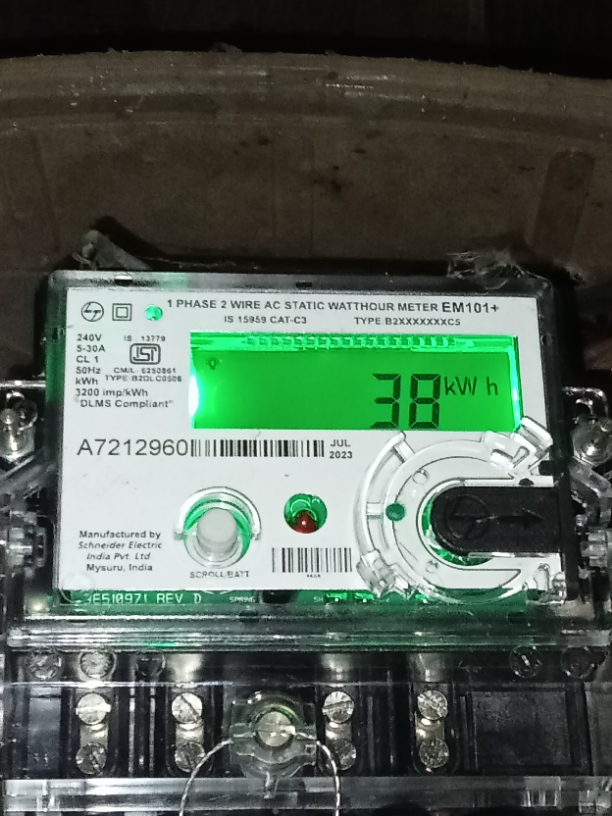 1 PHASE 2 WIRE AC STATIC WATTHOUR METER EM101+
IS 15959 CAT-C3 TYPE B2XXXXXXXC5
240V IS 13779
5-30A
CL 1
50Hz CM/L 6250861
kWh TYPE:B2DLC0506
3200 imp/kWh
"DLMS Compliant"
38 kW h
A7212960 JUL
2023
Manufactured by
Schneider Electric
India Pvt. Ltd.
Mysuru, India
SCROLL/BATT
REV D